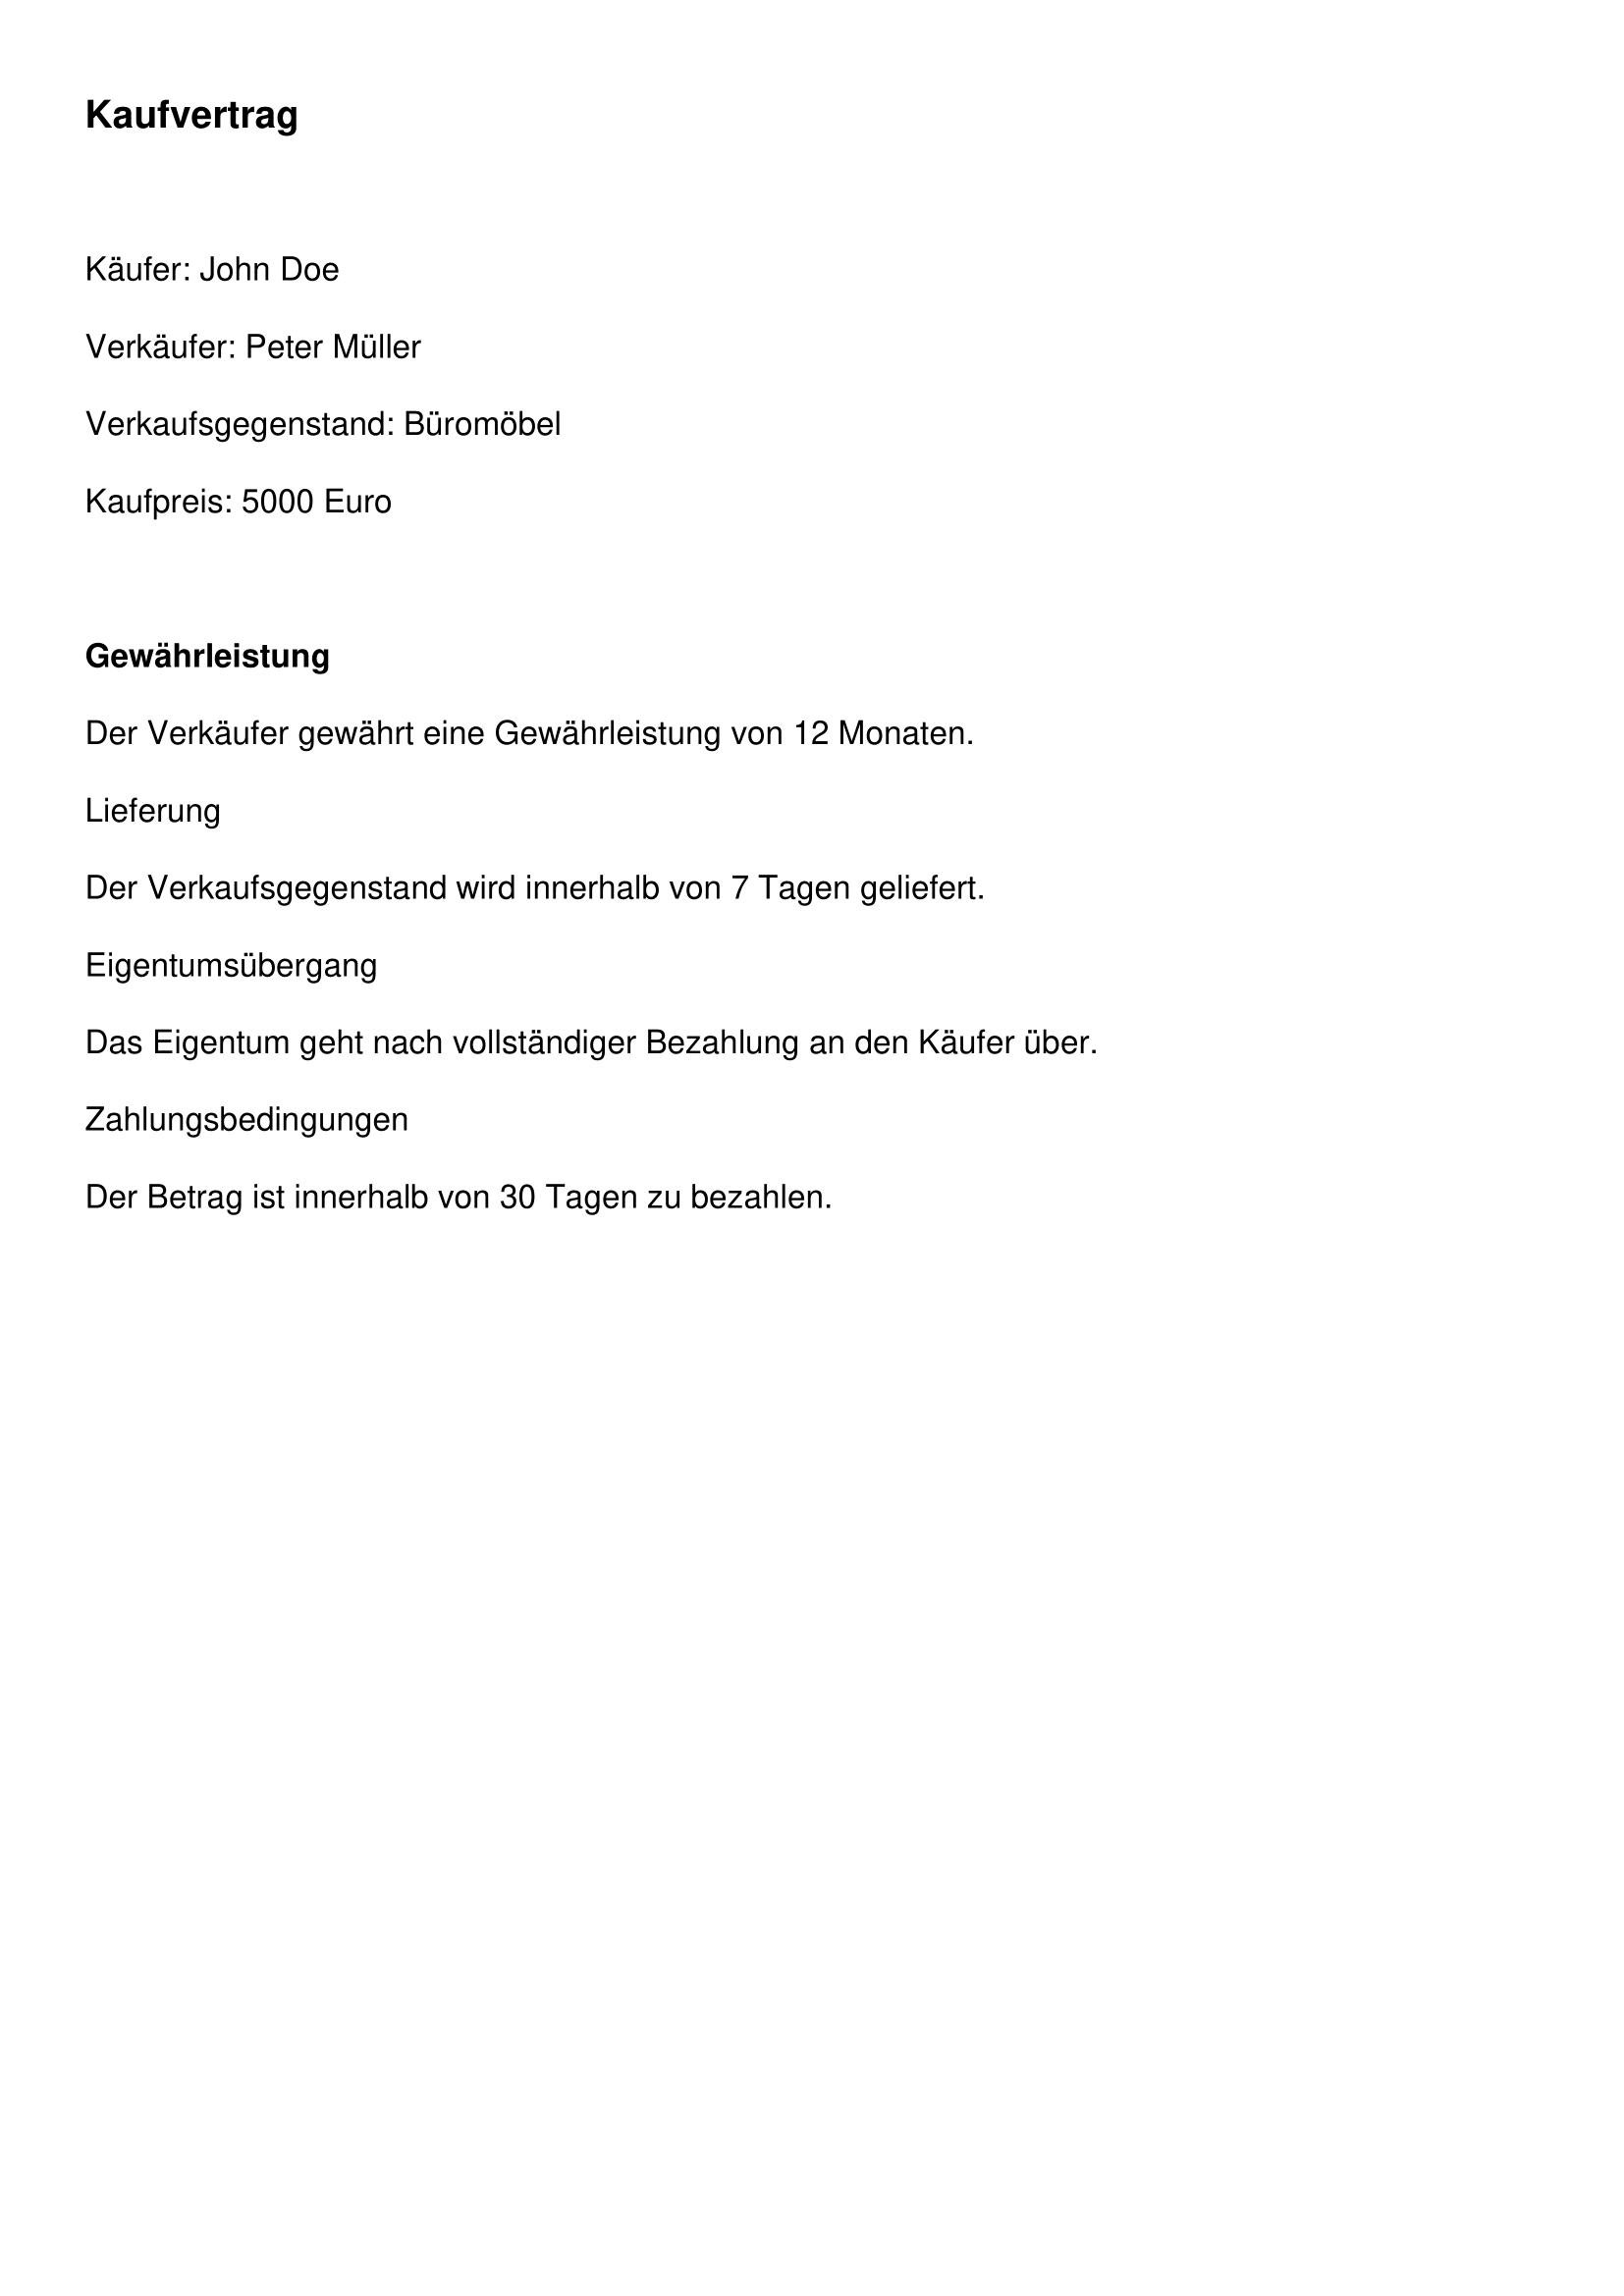 Kaufvertrag
Käufer: John Doe
Verkäufer: Peter Müller
Verkaufsgegenstand: Büromöbel
Kaufpreis: 5000 Euro
Gewährleistung
Der Verkäufer gewährt eine Gewährleistung von 12 Monaten.
Lieferung
Der Verkaufsgegenstand wird innerhalb von 7 Tagen geliefert.
Eigentumsübergang
Das Eigentum geht nach vollständiger Bezahlung an den Käufer über.
Zahlungsbedingungen
Der Betrag ist innerhalb von 30 Tagen zu bezahlen.